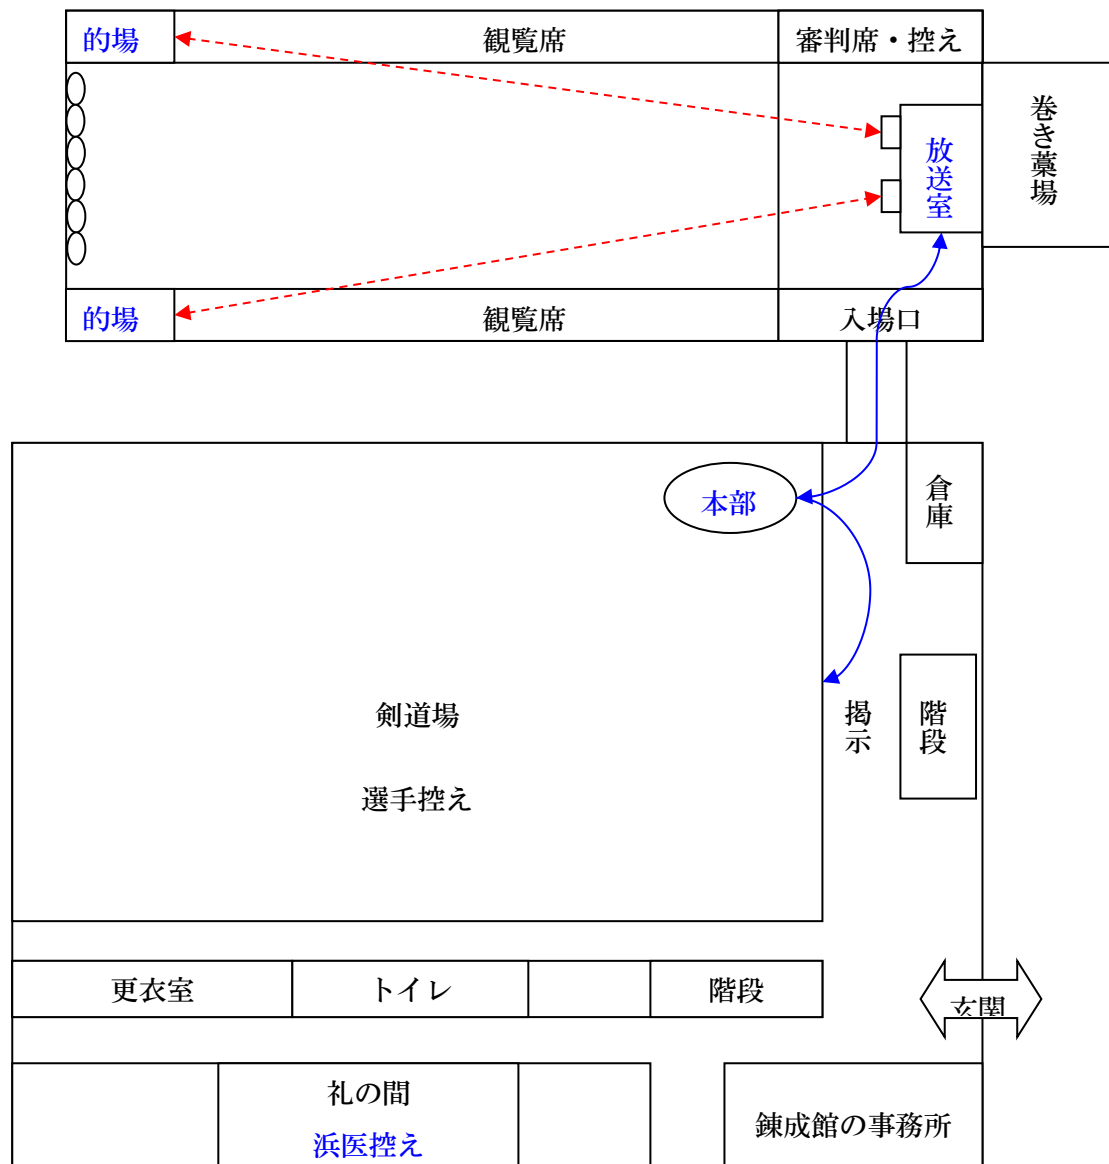 的場
観覧席
審判席・控え
巻き藁場
放送室
的場
観覧席
入場口
本部
倉庫
剣道場
掲示
階段
選手控え
更衣室
トイレ
階段
玄関
礼の間
浜医控え
錬成館の事務所